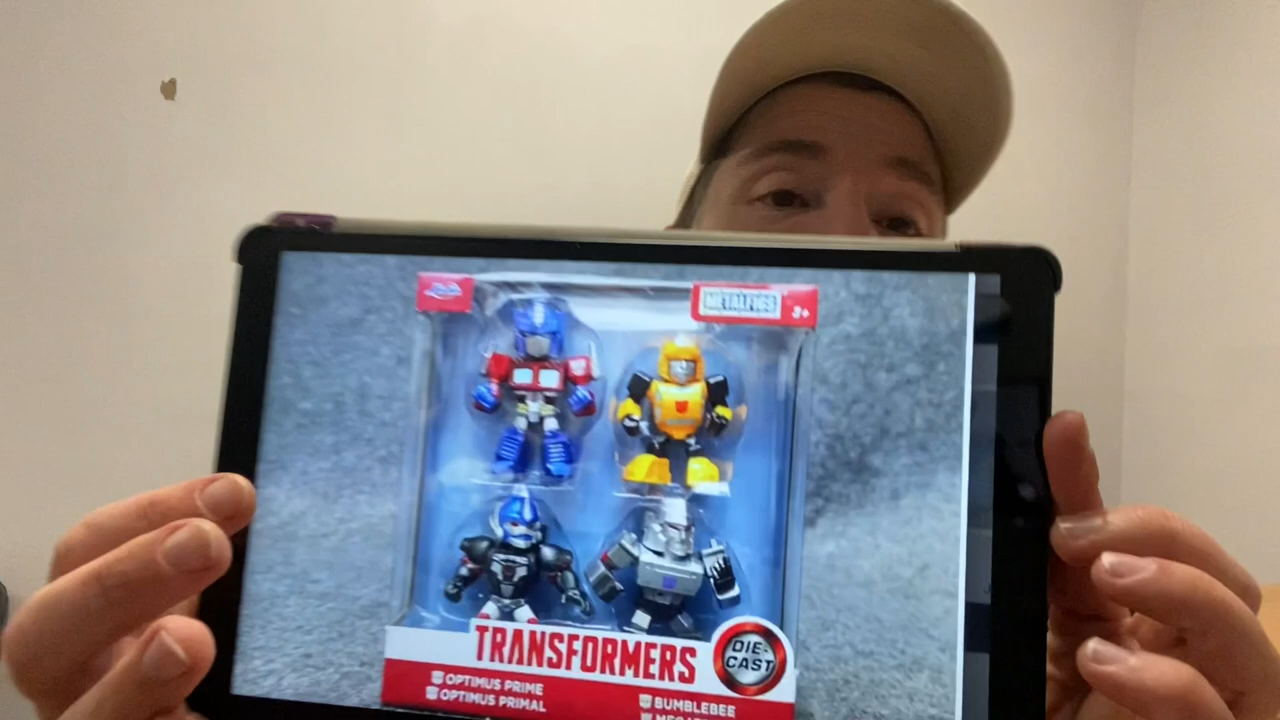 METALFIGS
3+
TRANSFORMERS
DIE-
CAST
OPTIMUS PRIME
OPTIMUS PRIMAL
BUMBLEBEE